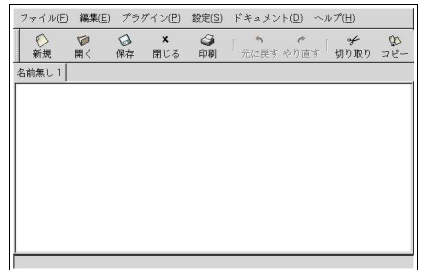 ファイル(F) 編集(E) プラグイン(P) 設定(S) ドキュメント(D) ヘルプ(H)
新規 開く 保存 閉じる 印刷 元に戻す やり直す 切り取り コピー
名前無し 1